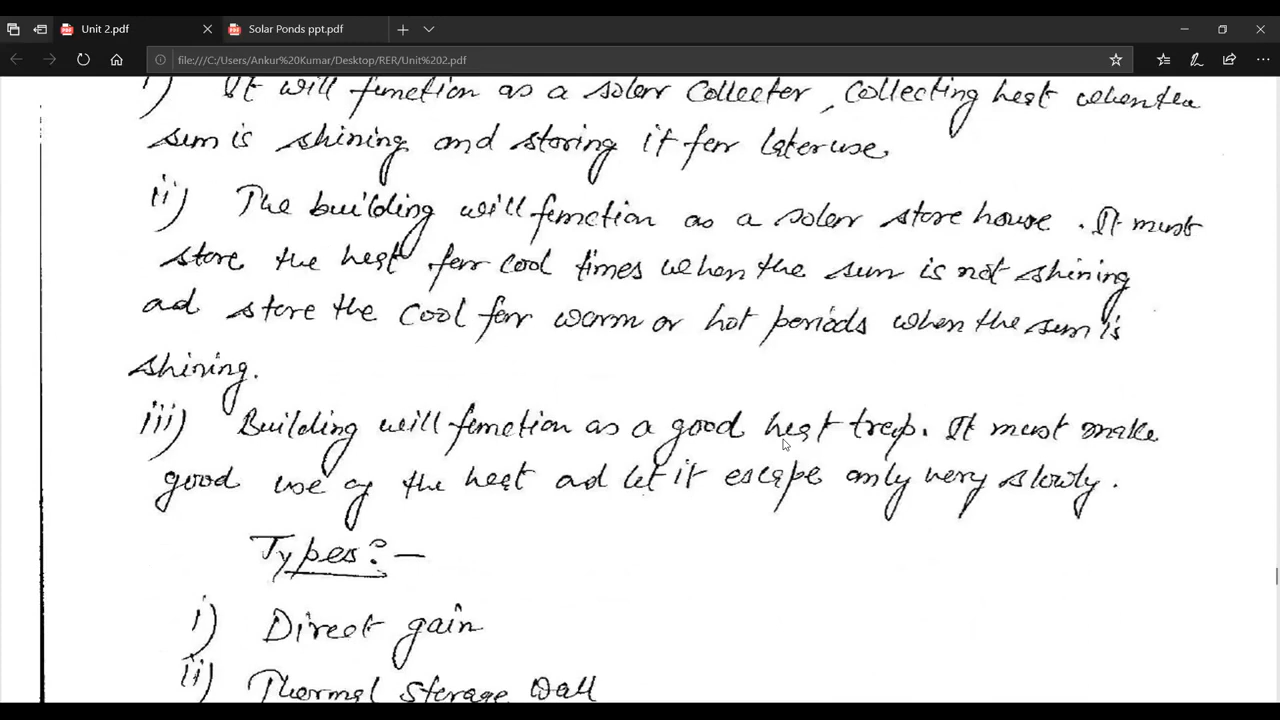 Unit 2.pdf
Solar Ponds ppt.pdf
file:///C:/Users/Ankur%20Kumar/Desktop/RER/Unit%202.pdf
i) It will function as a solar Collecter, Collecting heat when the
sun is shining and storing it for later use.
ii) The building will function as a solar store house. It must
store the heat for cool times when the sun is not shining
ad store the cool for warm or hot periods when the sun is
shining.
iii) Building will function as a good heat trap. It must make
good use of the heat ad let it escape only very slowly.
Types:-
i) Direct gain
ii) Thermal storage wall